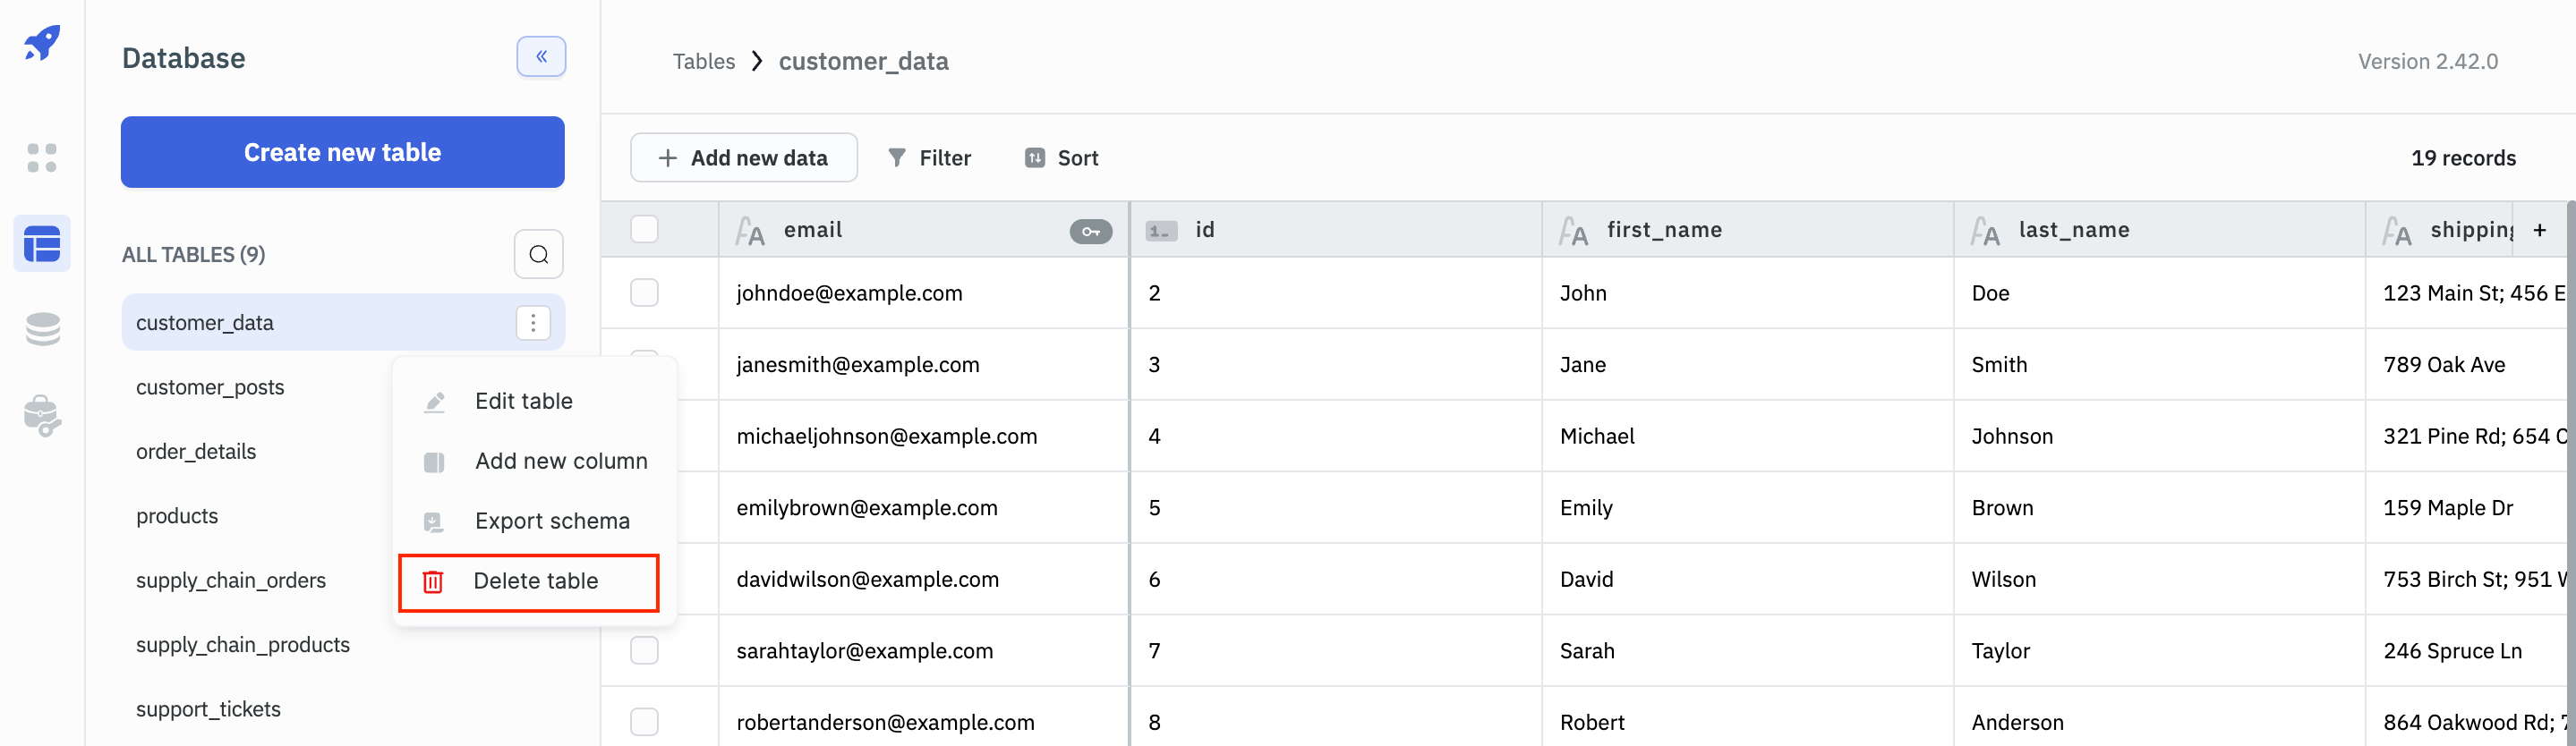 Database
Create new table
ALL TABLES (9)
customer_data
customer_posts
order_details
products
supply_chain_orders
supply_chain_products
support_tickets
Edit table
Add new column
Export schema
Delete table
Tables customer_data
Version 2.42.0
+ Add new data Filter Sort
19 records
email id first_name last_name +
johndoe@example.com 2 John Doe 123 Main St; 456
janesmith@example.com 3 Jane Smith 789 Oak Ave
michaeljohnson@example.com 4 Michael Johnson 321 Pine Rd; 654
emilybrown@example.com 5 Emily Brown 159 Maple Dr
davidwilson@example.com 6 David Wilson 753 Birch St; 951
sarahtaylor@example.com 7 Sarah Taylor 246 Spruce Ln
robertanderson@example.com 8 Robert Anderson 864 Oakwood Rd;